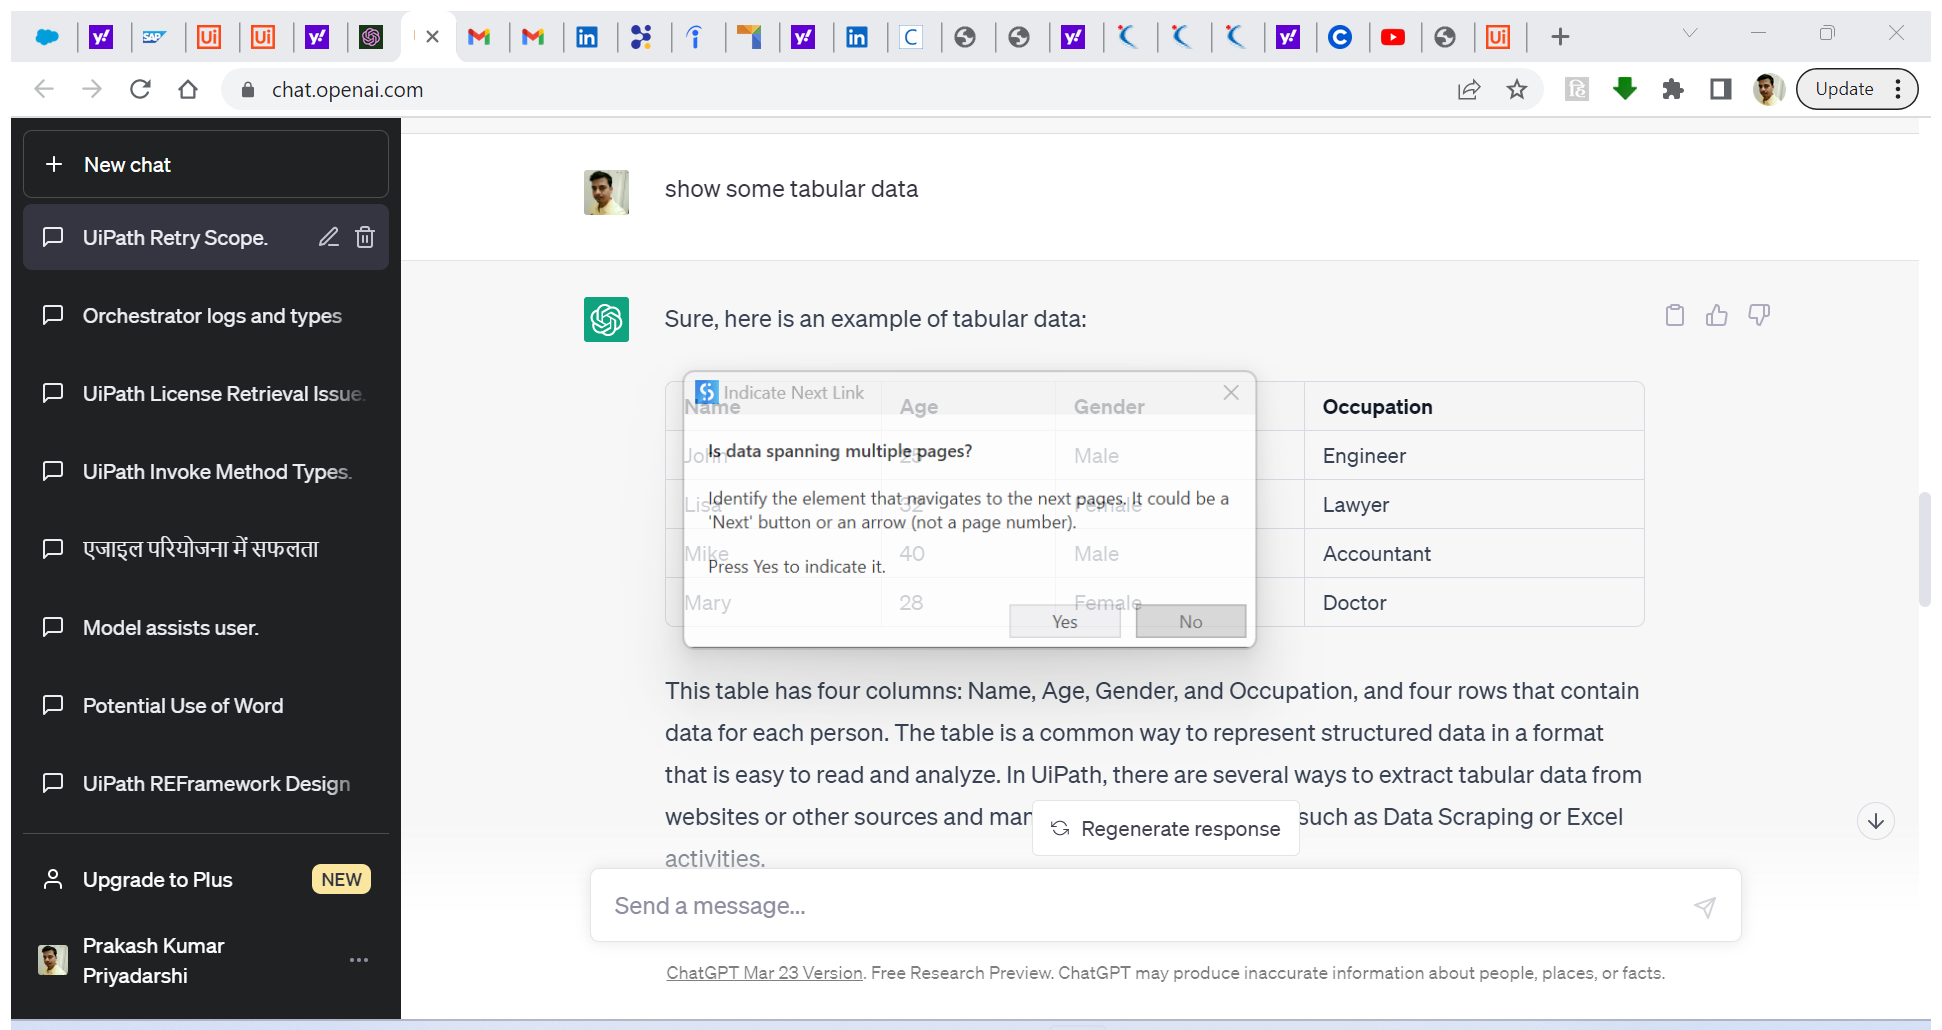 chat.openai.com
Update
New chat
UiPath Retry Scope.
Orchestrator logs and types
UiPath License Retrieval Issue.
UiPath Invoke Method Types.
एजाइल परियोजना में सफलता
Model assists user.
Potential Use of Word
UiPath REFramework Design
Upgrade to Plus NEW
Prakash Kumar
Priyadarshi
show some tabular data
Sure, here is an example of tabular data:
Indicate Next Link
Name Age Gender Occupation
Is data spanning multiple pages?
John 25 Male Engineer
Identify the element that navigates to the next pages. It could be a
Lisa 32 Female Lawyer
'Next' button or an arrow (not a page number).
Mike 40 Male Accountant
Press Yes to indicate it.
Mary 28 Female Doctor
Yes No
This table has four columns: Name, Age, Gender, and Occupation, and four rows that contain
data for each person. The table is a common way to represent structured data in a format
that is easy to read and analyze. In UiPath, there are several ways to extract tabular data from
websites or other sources and such as Data Scraping or Excel
activities.
Regenerate response
Send a message...
ChatGPT Mar 23 Version. Free Research Preview. ChatGPT may produce inaccurate information about people, places, or facts.